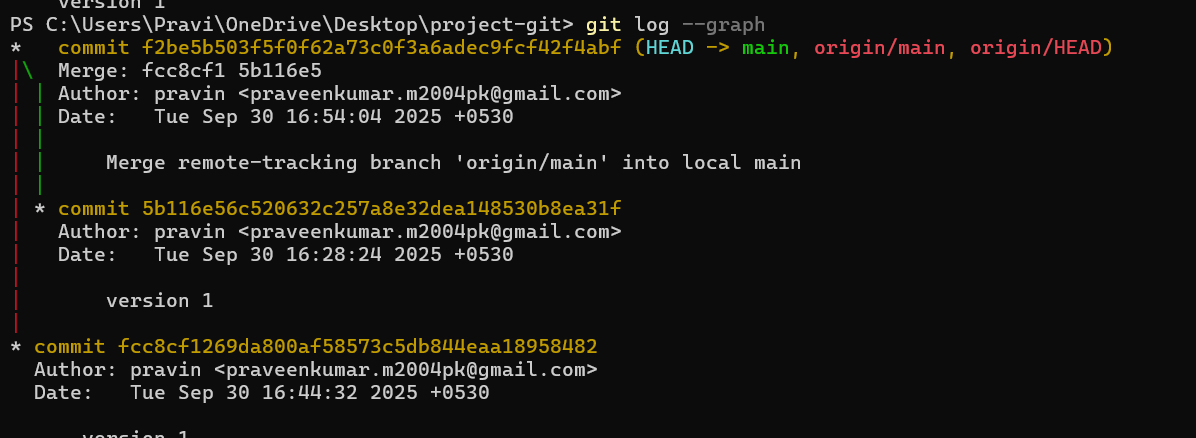 version 1
PS C:\Users\Pravi\OneDrive\Desktop\project-git> git log --graph
*   commit f2be5b503f5f0f62a73c0f3a6adec9fcf42f4abf (HEAD -> main, origin/main, origin/HEAD)
|\  Merge: fcc8cf1 5b116e5
| | Author: pravin <praveenkumar.m2004pk@gmail.com>
| | Date:   Tue Sep 30 16:54:04 2025 +0530
| |
| |     Merge remote-tracking branch 'origin/main' into local main
| |
| * commit 5b116e56c520632c257a8e32dea148530b8ea31f
|   Author: pravin <praveenkumar.m2004pk@gmail.com>
|   Date:   Tue Sep 30 16:28:24 2025 +0530
|
|       version 1
|
* commit fcc8cf1269da800af58573c5db844eaa18958482
  Author: pravin <praveenkumar.m2004pk@gmail.com>
  Date:   Tue Sep 30 16:44:32 2025 +0530
      version 1